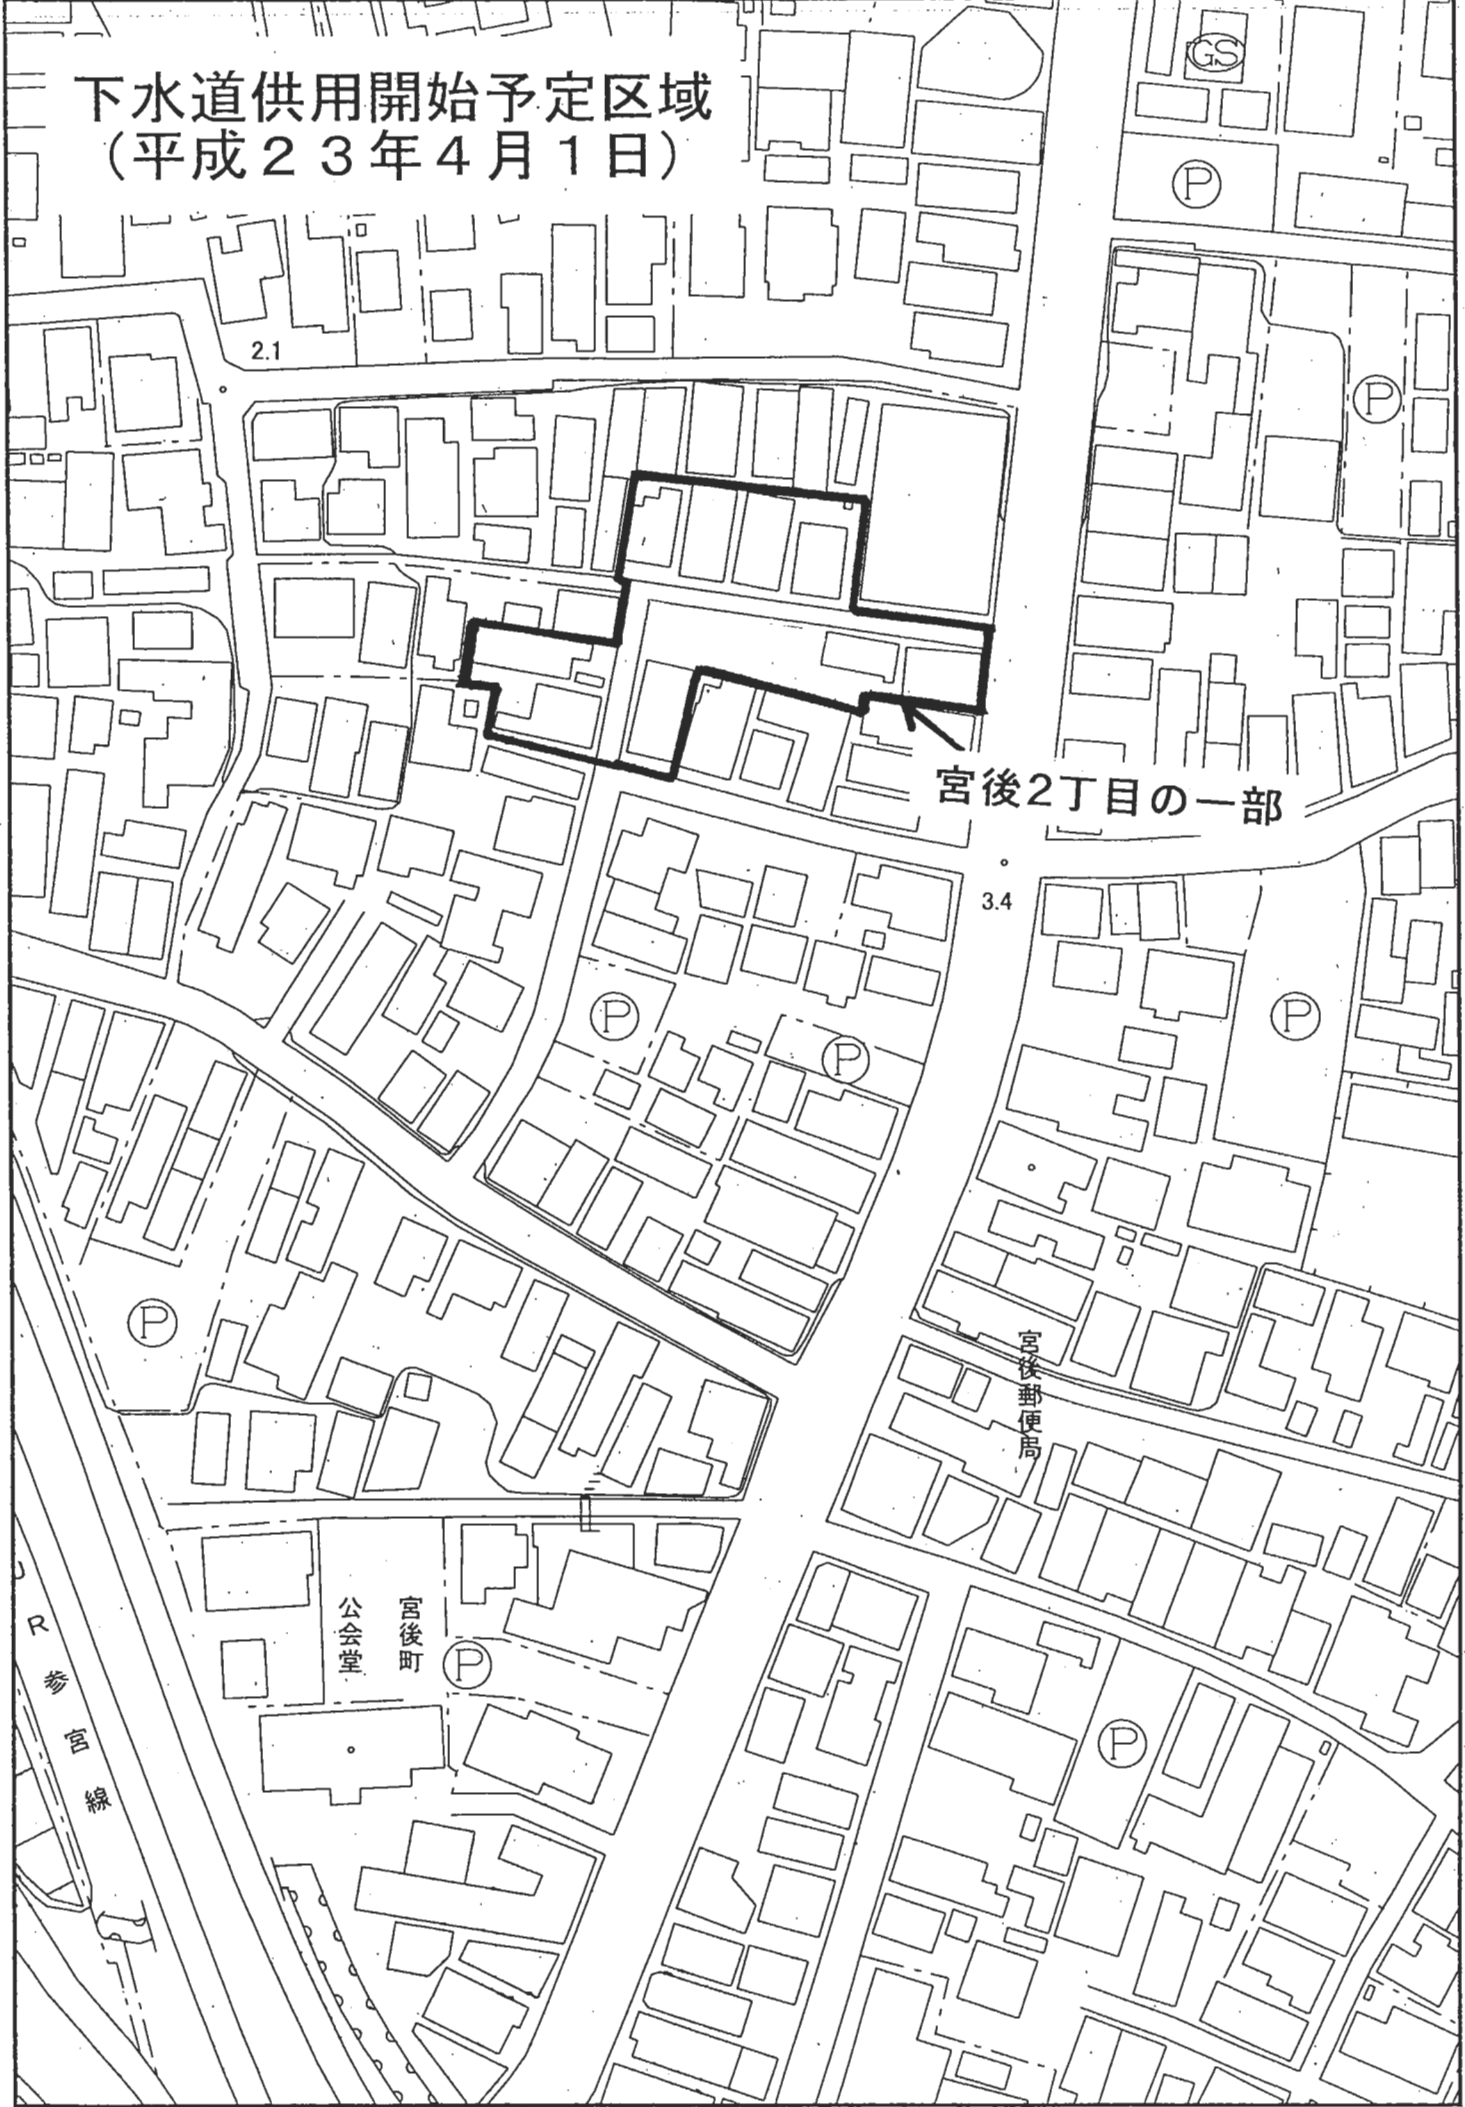 下水道供用開始予定区域
（平成２３年４月１日）
GS
P
2.1
P
宮後2丁目の一部
3.4
P
P
P
P
宮後郵便局
宮後町
公会堂
P
P
JR参宮線